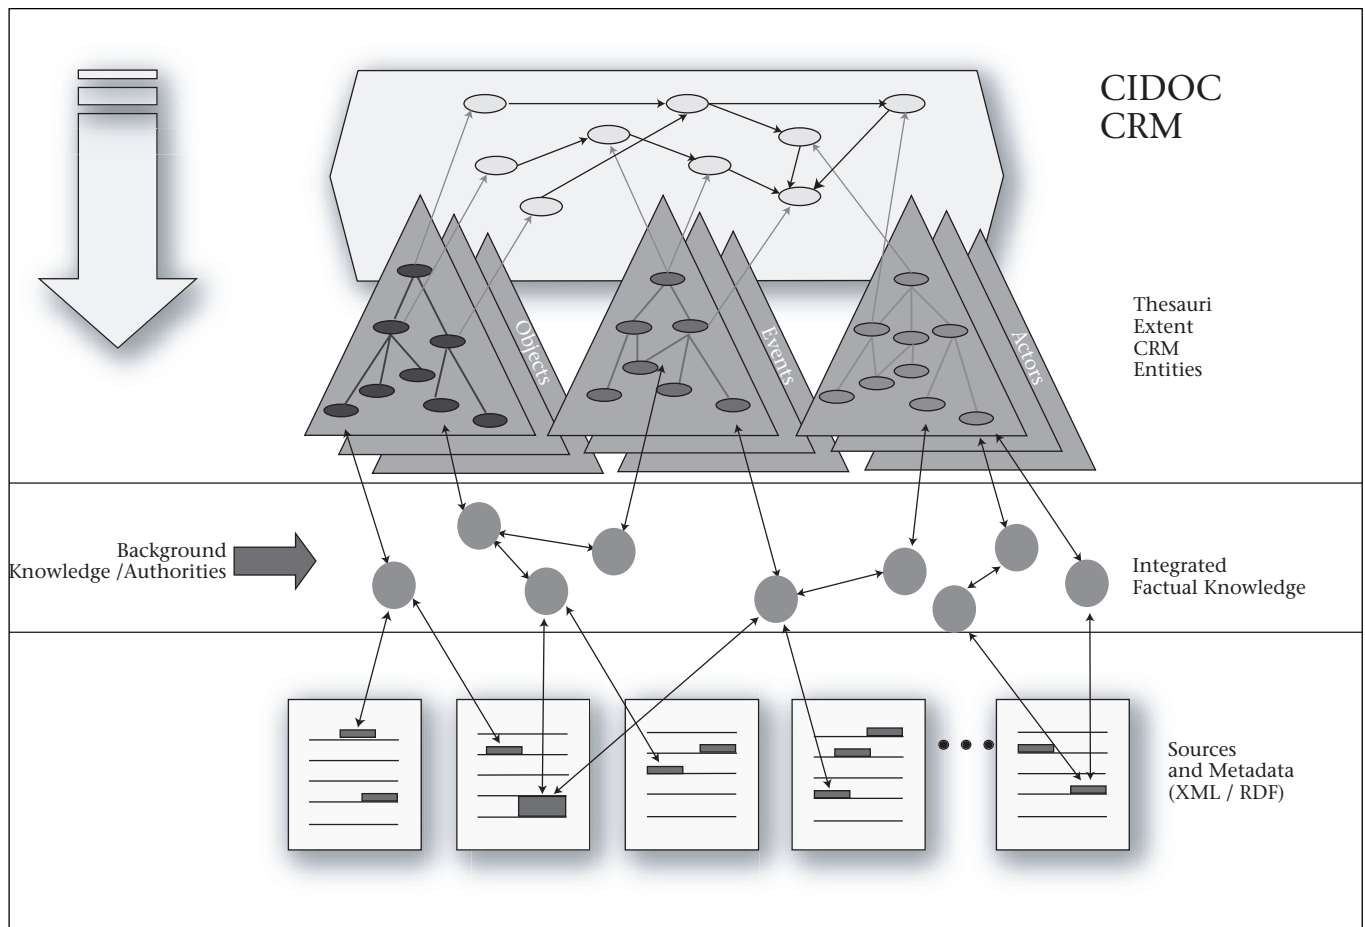 CIDOC
CRM
Thesauri
Extent
CRM
Entities
Objects
Events
Actors
Background
Knowledge /Authorities
Integrated
Factual Knowledge
Sources
and Metadata
(XML / RDF)